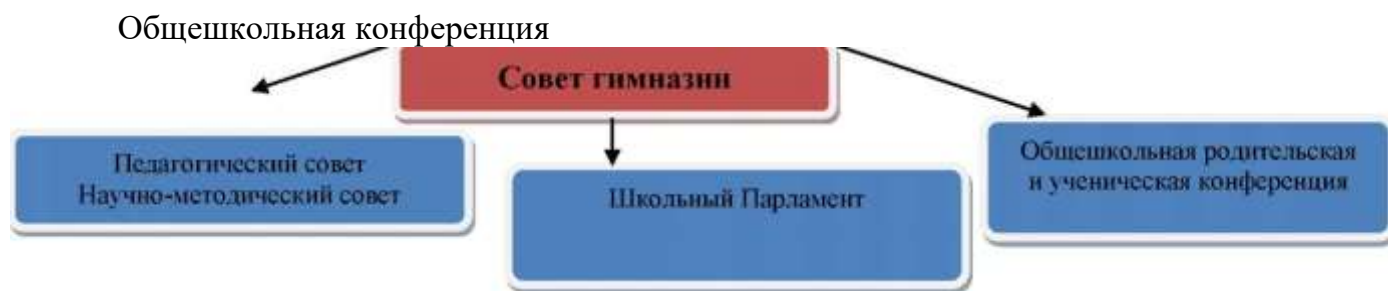 Общешкольная конференция
Совет гимназии
Педагогический совет
Научно-методический совет
Школьный Парламент
Общешкольная родительская
и ученическая конференция